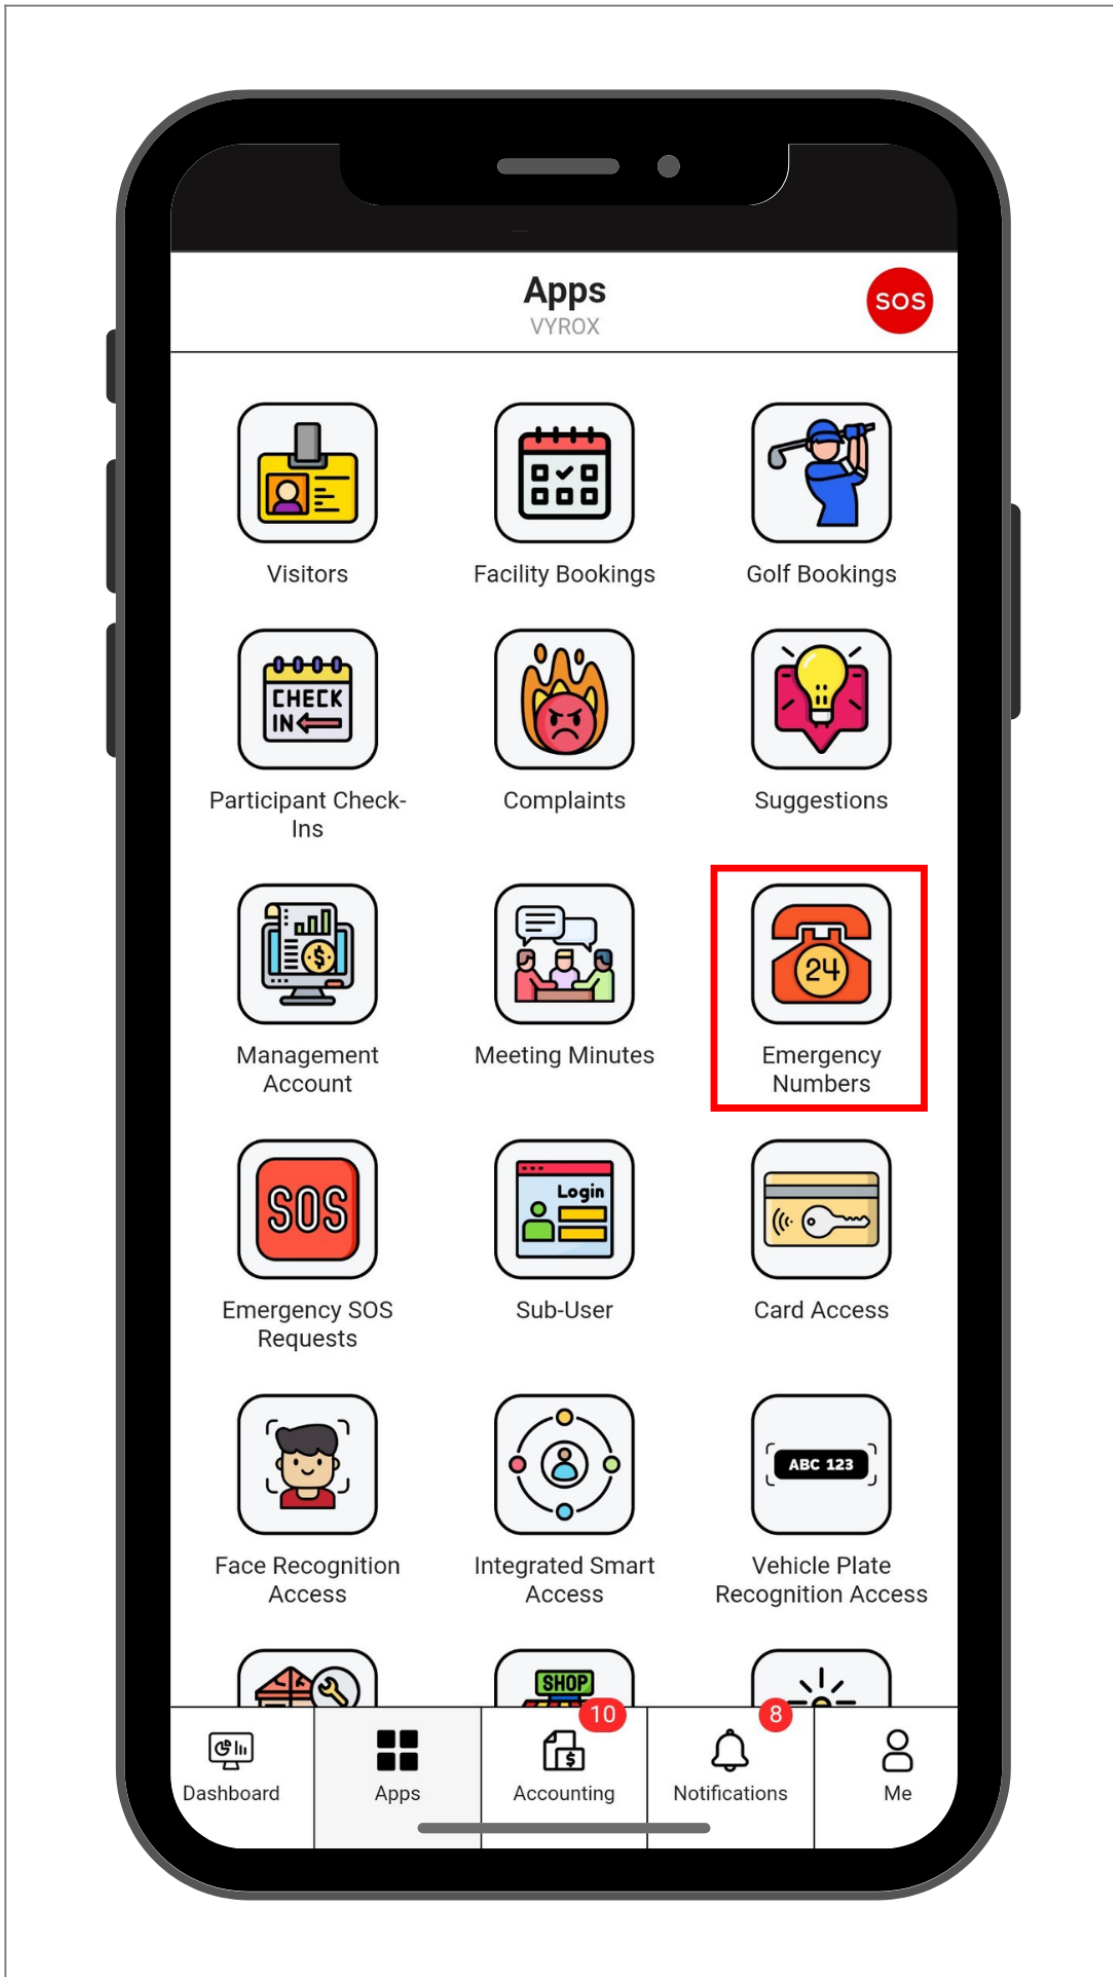 Apps
VYROX
SOS
Visitors
Facility Bookings
Golf Bookings
CHECK
IN
Participant Check-
Ins
Complaints
Suggestions
Management
Account
Meeting Minutes
24
Emergency
Numbers
SOS
Emergency SOS
Requests
Login
Sub-User
Card Access
Face Recognition
Access
Integrated Smart
Access
ABC 123
Vehicle Plate
Recognition Access
SHOP
Dashboard
Apps
10
Accounting
8
Notifications
Me